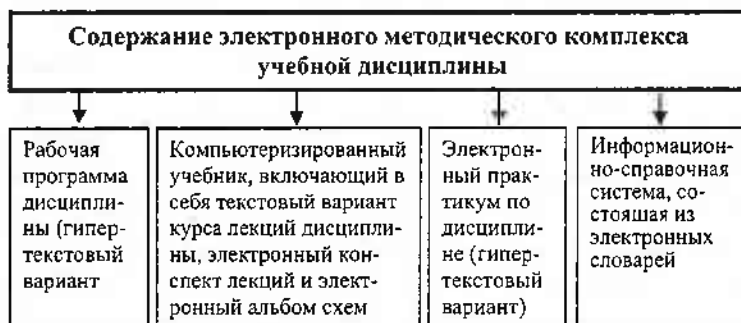 Содержание электронного методического комплекса
учебной дисциплины
Рабочая
программа
дисципли-
ны (гипер-
текстовый
вариант
Компьютеризированный
учебник, включающий в
себя текстовый вариант
курса лекций дисципли-
ны, электронный кон-
спект лекций и элект-
ронный альбом схем
Электрон-
ный прак-
тикум по
дисципли-
не (гипер-
текстовый
вариант)
Информацион-
но-справочная
система, со-
стоящая из
электронных
словарей